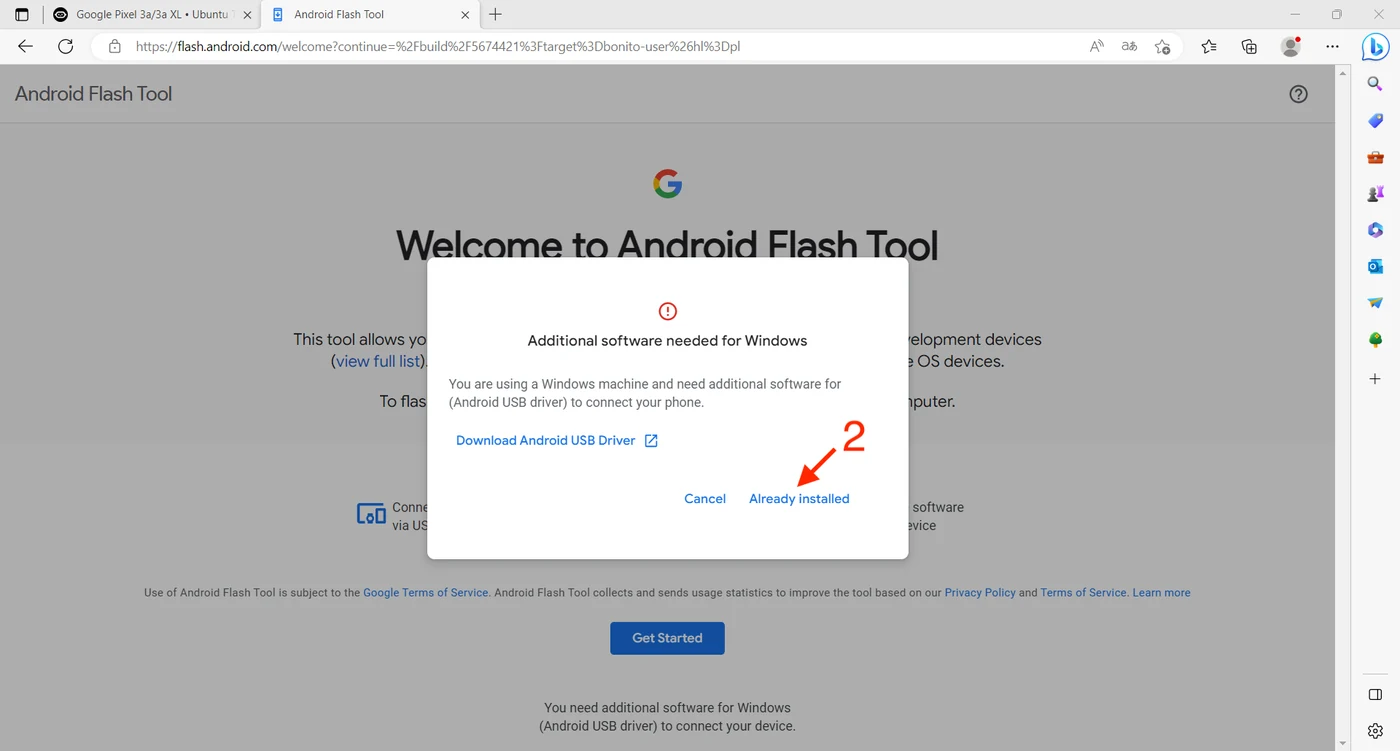 Google Pixel 3a/3a XL • Ubuntu
Android Flash Tool
https://flash.android.com/welcome?continue=%2Fbuild%2F5674421%3Ftarget%3Dbonito-user%26hl%3Dpl
Android Flash Tool
Welcome to Android Flash Tool
This tool allows yo
elopment devices
(view full list).
e OS devices.
To flas
nputer.
Additional software needed for Windows
You are using a Windows machine and need additional software for
(Android USB driver) to connect your phone.
Download Android USB Driver
2
Cancel
Already installed
Conne
via US
software
evice
Use of Android Flash Tool is subject to the Google Terms of Service. Android Flash Tool collects and sends usage statistics to improve the tool based on our Privacy Policy and Terms of Service. Learn more
Get Started
You need additional software for Windows
(Android USB driver) to connect your device.